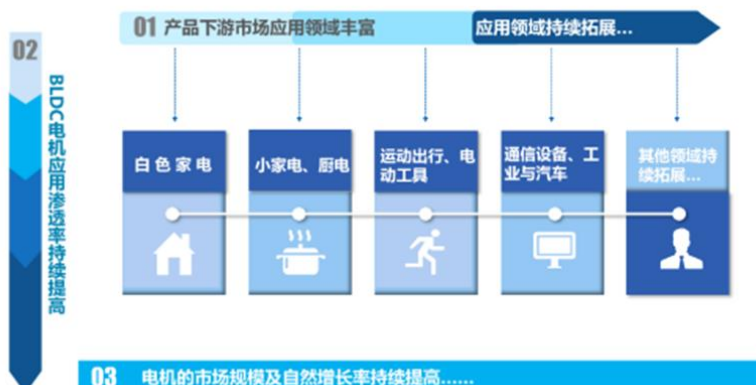 01 产品下游市场应用领域丰富
应用领域持续拓展...
02
BLDC电机应用渗透率持续提高
白色家电
小家电、厨电
运动出行、电
动工具
通信设备、工
业与汽车
其他领域持
续拓展...
03 电机的市场规模及自然增长率持续提高......